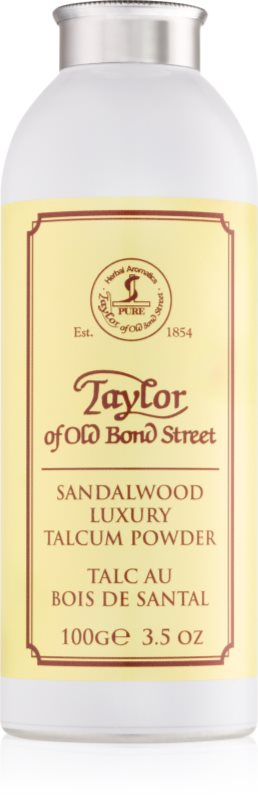 Herbal Aromatics
PURE
Taylor of Old Bond Street
Est. 1854
Taylor
of Old Bond Street
SANDALWOOD
LUXURY
TALCUM POWDER
TALC AU
BOIS DE SANTAL
100G℮ 3.5 OZ